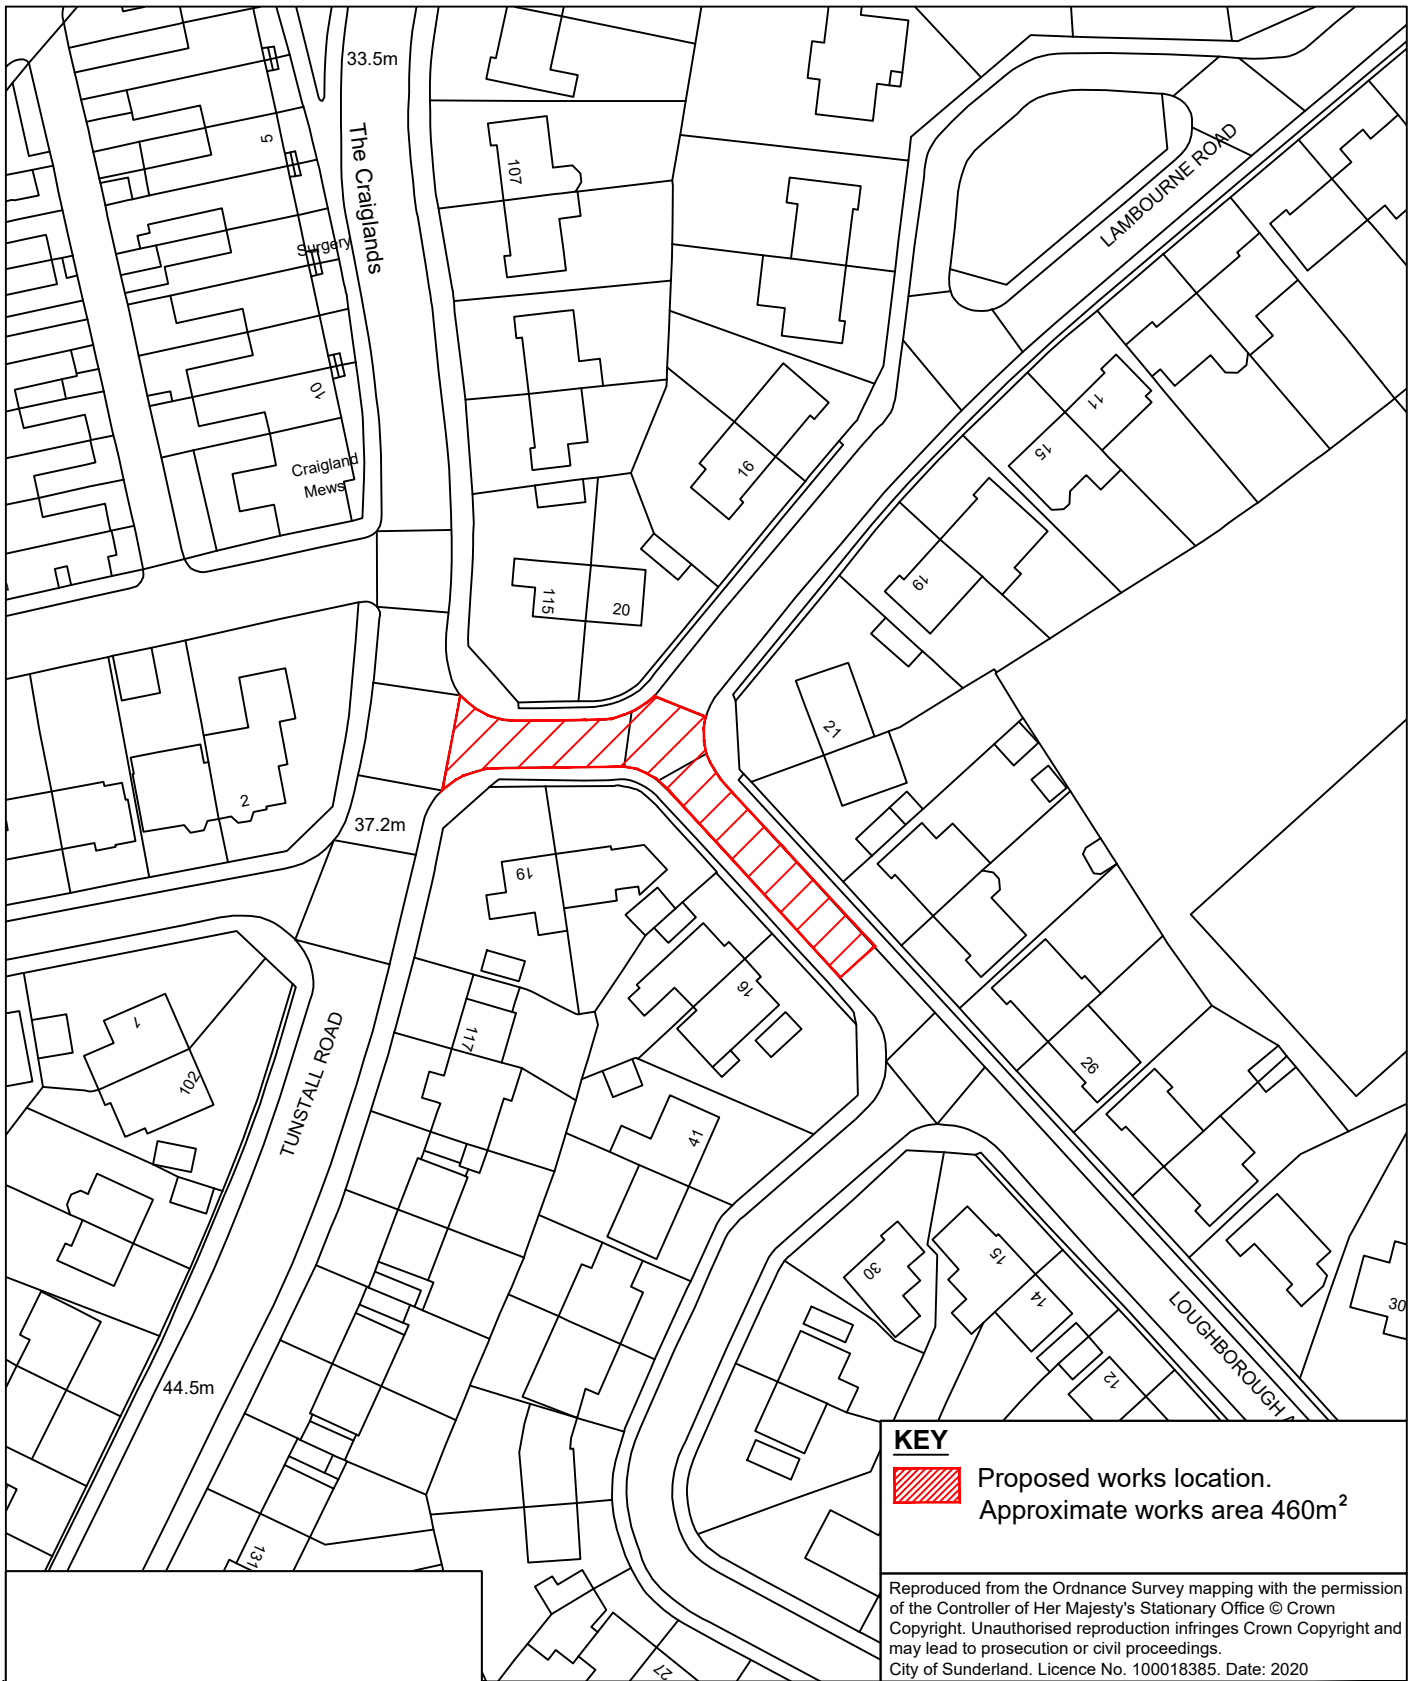 33.5m
The Craiglands
5
107
Surgery
LAMBOURNE ROAD
10
11
15
16
Craigland
Mews
19
115
20
21
2
37.2m
19
16
1
102
117
TUNSTALL ROAD
26
41
30
15
14
12
LOUGHBOROUGH A
30
44.5m
131
27
KEY
Proposed works location.
Approximate works area 460m²
Reproduced from the Ordnance Survey mapping with the permission
of the Controller of Her Majesty's Stationary Office © Crown
Copyright. Unauthorised reproduction infringes Crown Copyright and
may lead to prosecution or civil proceedings.
City of Sunderland. Licence No. 100018385. Date: 2020